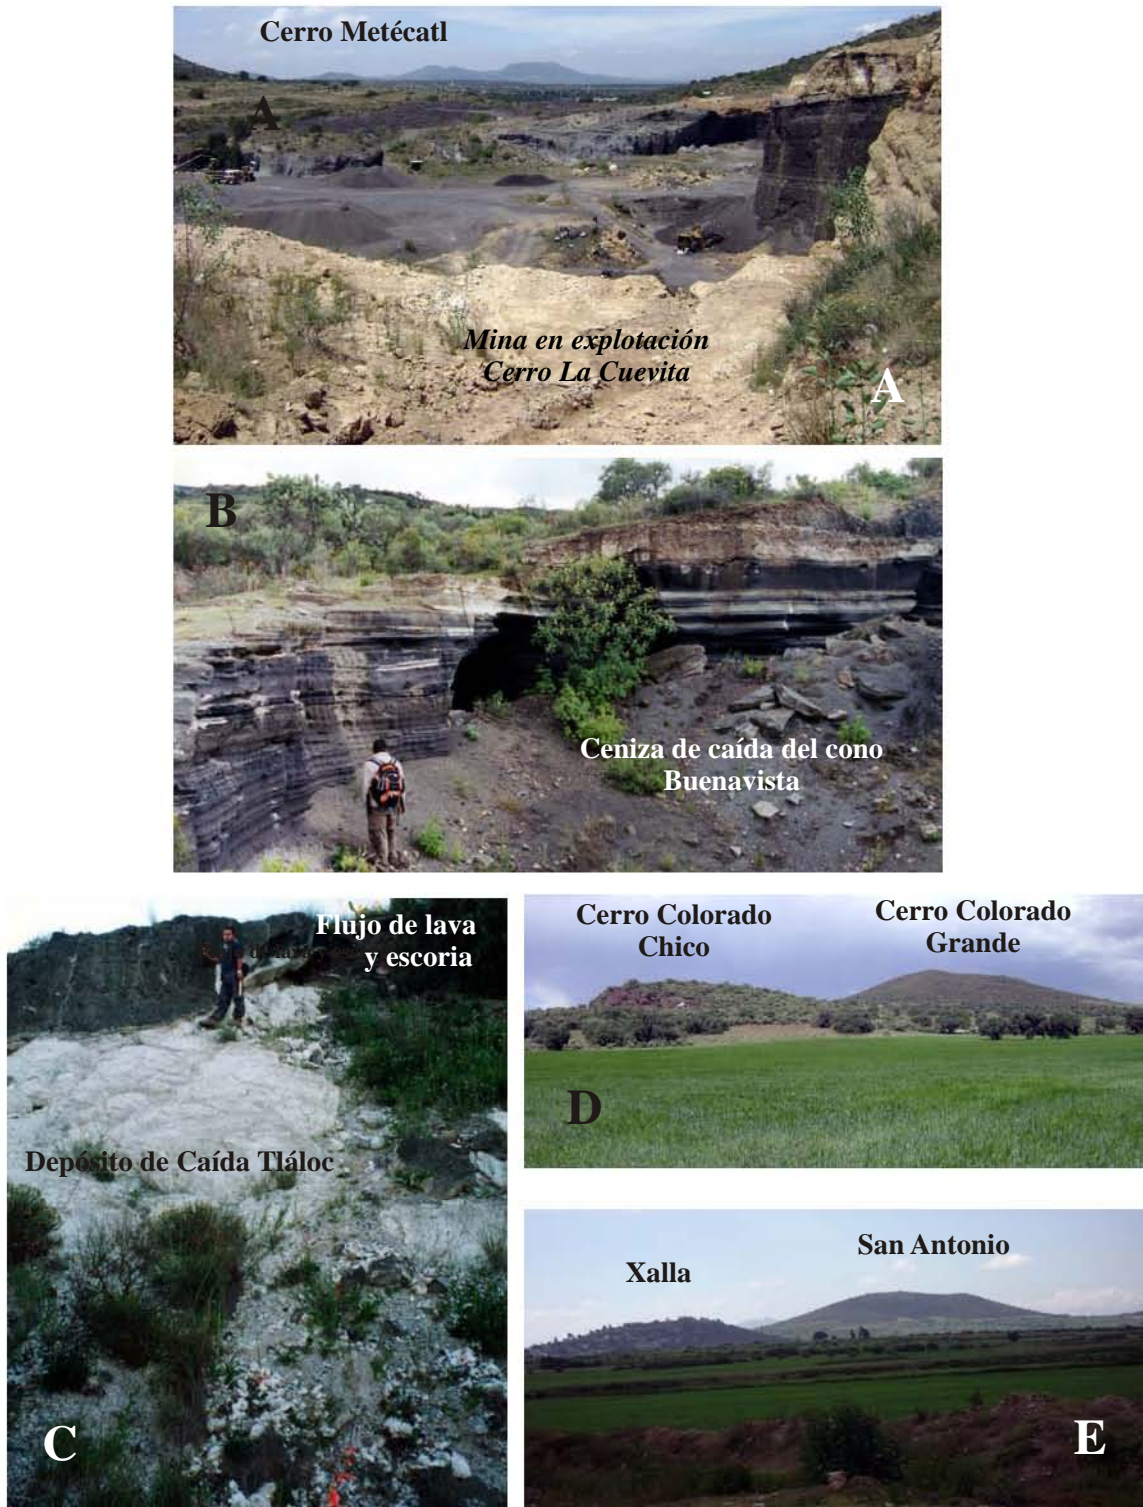 Cerro Metécatl
A
Mina en explotación
Cerro La Cuevita
A
B
Ceniza de caída del cono
Buenavista
Flujo de lava
y escoria
Depósito de Caída Tláloc
C
Cerro Colorado
Chico
Cerro Colorado
Grande
D
Xalla
San Antonio
E